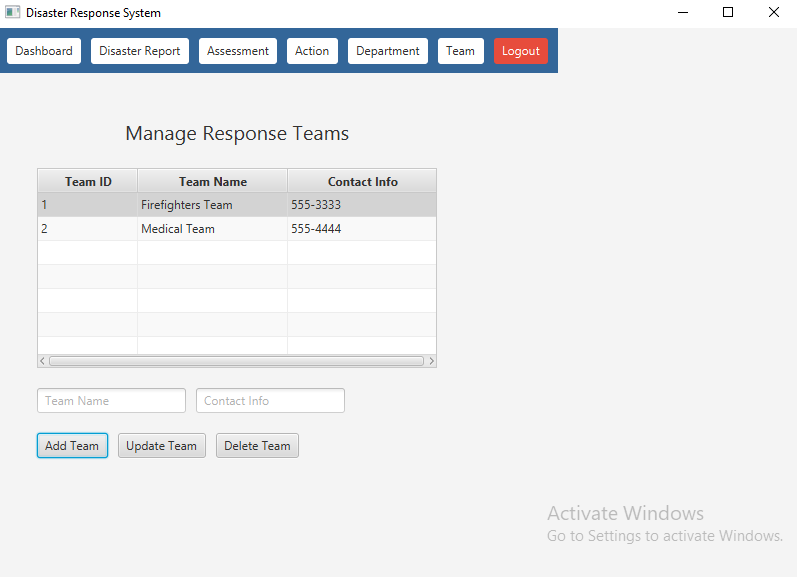 Disaster Response System
Dashboard Disaster Report Assessment Action Department Team Logout
Manage Response Teams
Team ID Team Name Contact Info
1 Firefighters Team 555-3333
2 Medical Team 555-4444
Team Name Contact Info
Add Team Update Team Delete Team
Activate Windows
Go to Settings to activate Windows.